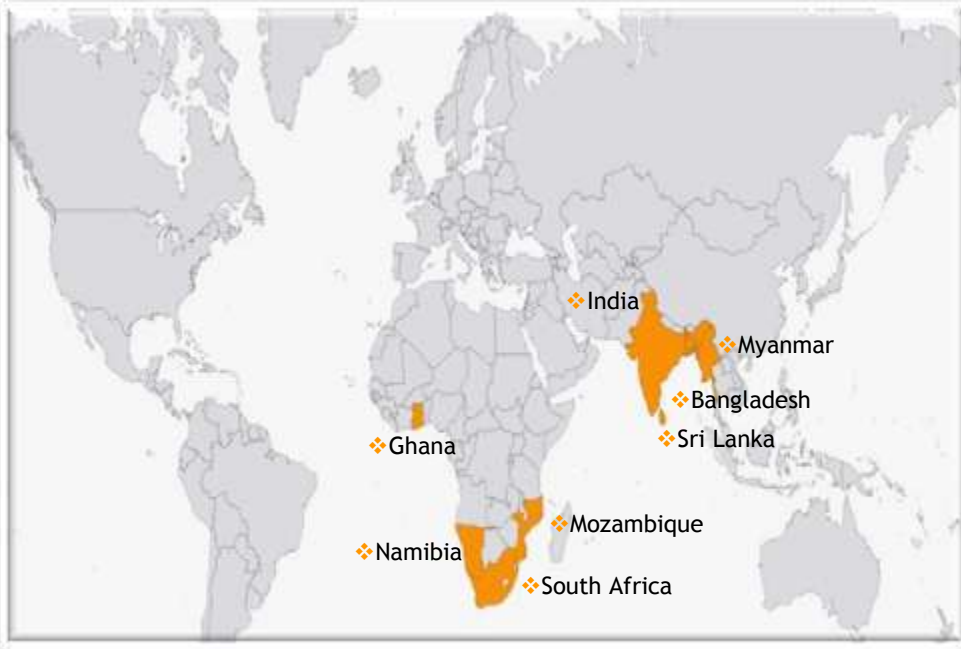 India
Myanmar
Bangladesh
Sri Lanka
Ghana
Mozambique
Namibia
South Africa